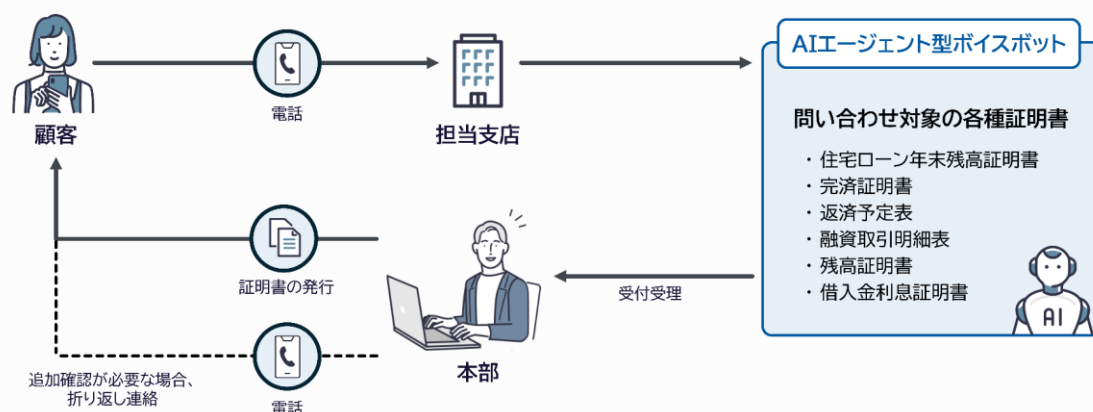 顧客
電話
担当支店
AIエージェント型ボイスボット
問い合わせ対象の各種証明書
・住宅ローン年末残高証明書
・完済証明書
・返済予定表
・融資取引明細表
・残高証明書
・借入金利息証明書
AI
受付受理
本部
証明書の発行
電話
追加確認が必要な場合、
折り返し連絡